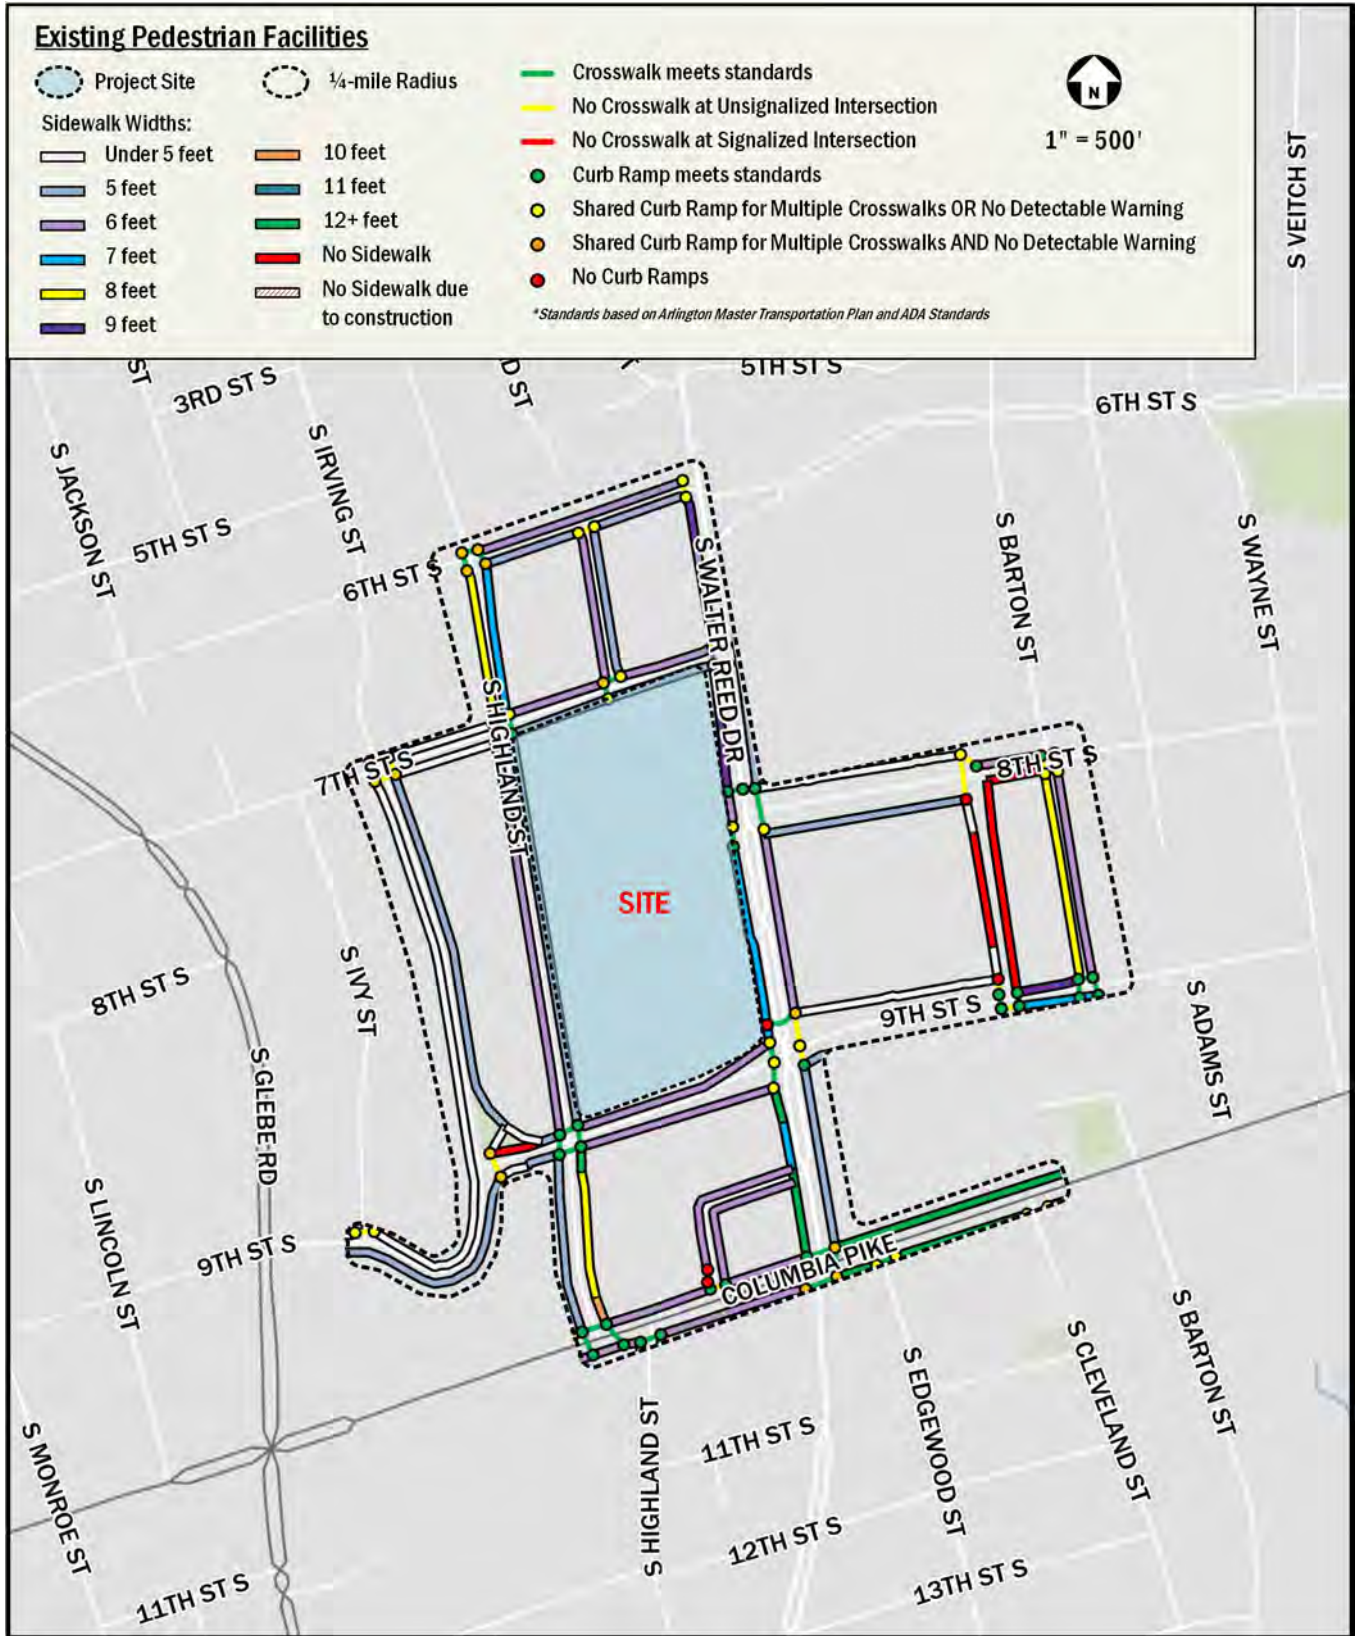 Existing Pedestrian Facilities
Project Site
¼-mile Radius
Sidewalk Widths:
Under 5 feet
5 feet
6 feet
7 feet
8 feet
9 feet
10 feet
11 feet
12+ feet
No Sidewalk
No Sidewalk due
to construction
Crosswalk meets standards
No Crosswalk at Unsignalized Intersection
No Crosswalk at Signalized Intersection
Curb Ramp meets standards
Shared Curb Ramp for Multiple Crosswalks OR No Detectable Warning
Shared Curb Ramp for Multiple Crosswalks AND No Detectable Warning
No Curb Ramps
*Standards based on Arlington Master Transportation Plan and ADA Standards
N
1" = 500'
S VEITCH ST
ST
3RD ST S
D ST
5TH ST S
6TH ST S
S JACKSON ST
S IRVING ST
5TH ST S
6TH ST S
S WALTER REED DR
S BARTON ST
S WAYNE ST
S HIGHLAND ST
7TH ST S
8TH ST S
SITE
8TH ST S
S IVY ST
9TH ST S
S ADAMS ST
S GLEBE RD
S LINCOLN ST
9TH ST S
COLUMBIA PIKE
S BARTON ST
S CLEVELAND ST
S EDGEWOOD ST
S HIGHLAND ST
11TH ST S
S MONROE ST
12TH ST S
13TH ST S
11TH ST S